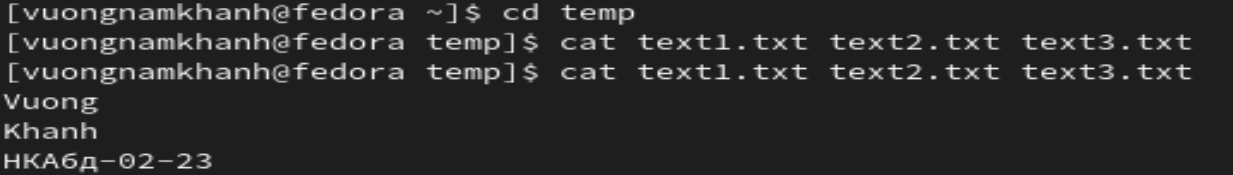 [vuongnamkhanh@fedora ~]$ cd temp
[vuongnamkhanh@fedora temp]$ cat text1.txt text2.txt text3.txt
[vuongnamkhanh@fedora temp]$ cat text1.txt text2.txt text3.txt
Vuong
Khanh
НКАбд-02-23